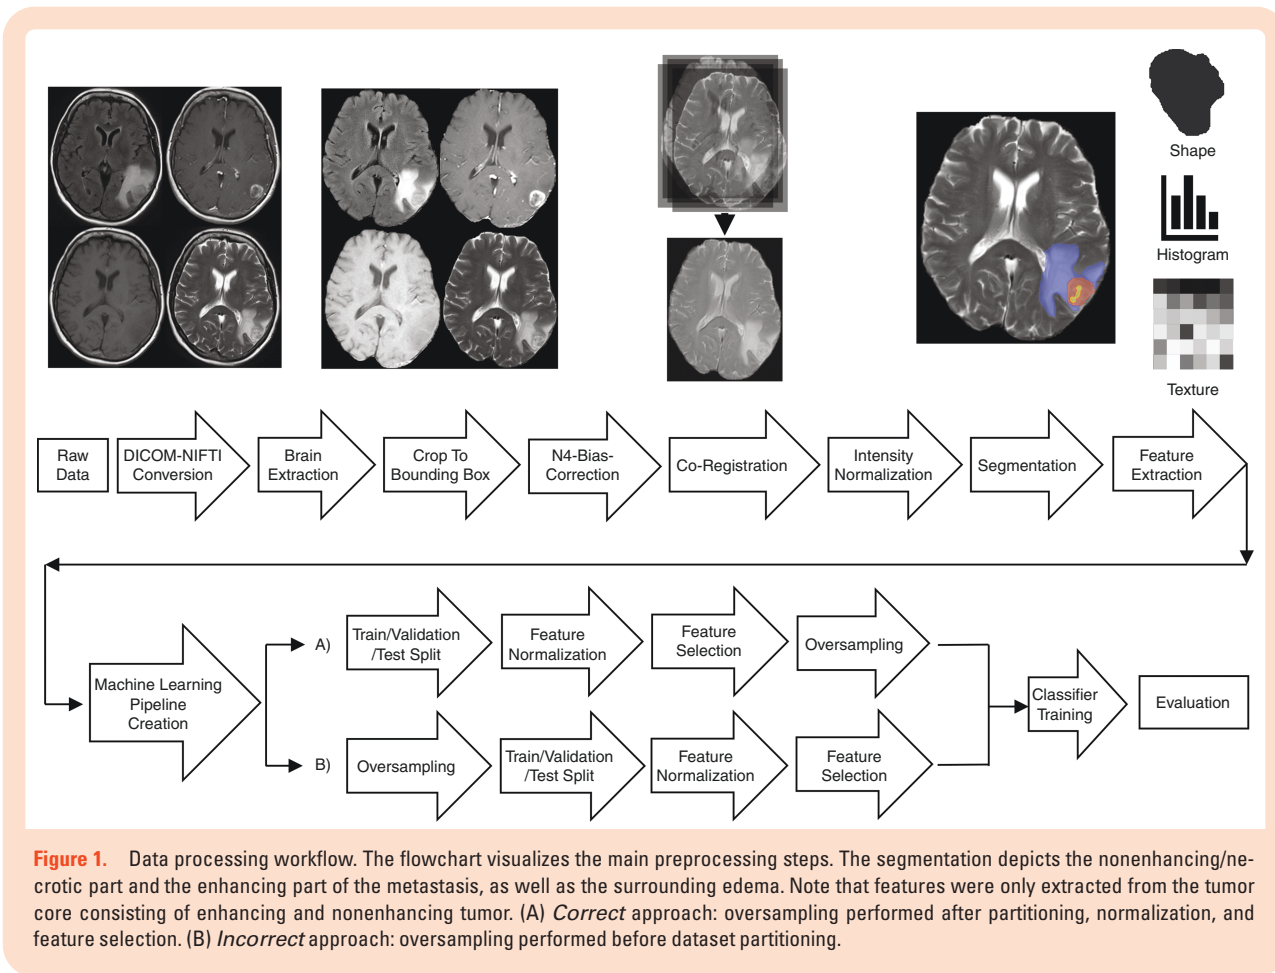 Shape
Histogram
Texture
Raw
Data
DICOM-NIFTI
Conversion
Brain
Extraction
Crop To
Bounding Box
N4-Bias-
Correction
Co-Registration
Intensity
Normalization
Segmentation
Feature
Extraction
Machine Learning
Pipeline
Creation
A)
Train/Validation
/Test Split
Feature
Normalization
Feature
Selection
Oversampling
B)
Oversampling
Train/Validation
/Test Split
Feature
Normalization
Feature
Selection
Classifier
Training
Evaluation
Figure 1. Data processing workflow. The flowchart visualizes the main preprocessing steps. The segmentation depicts the nonenhancing/ne-
crotic part and the enhancing part of the metastasis, as well as the surrounding edema. Note that features were only extracted from the tumor
core consisting of enhancing and nonenhancing tumor. (A) Correct approach: oversampling performed after partitioning, normalization, and
feature selection. (B) Incorrect approach: oversampling performed before dataset partitioning.